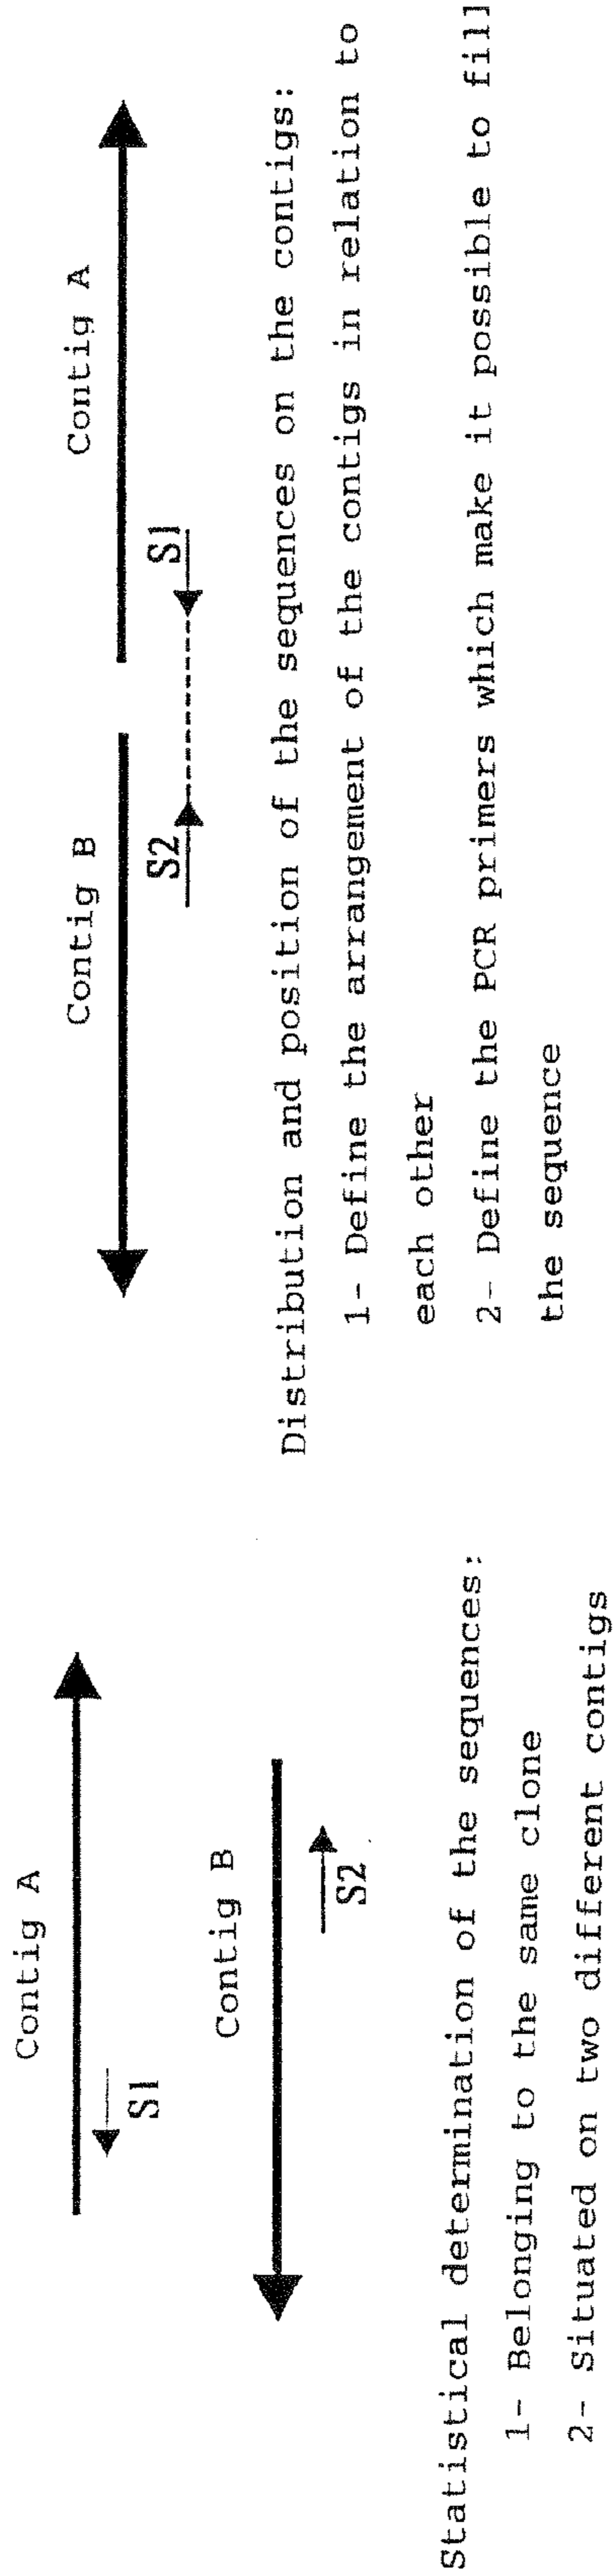 Contig A
S1
Contig B
S2
Statistical determination of the sequences:
1- Belonging to the same clone
2- Situated on two different contigs
Contig B
Contig A
S2
S1
Distribution and position of the sequences on the contigs:
1- Define the arrangement of the contigs in relation to
each other
2- Define the PCR primers which make it possible to fill
the sequence